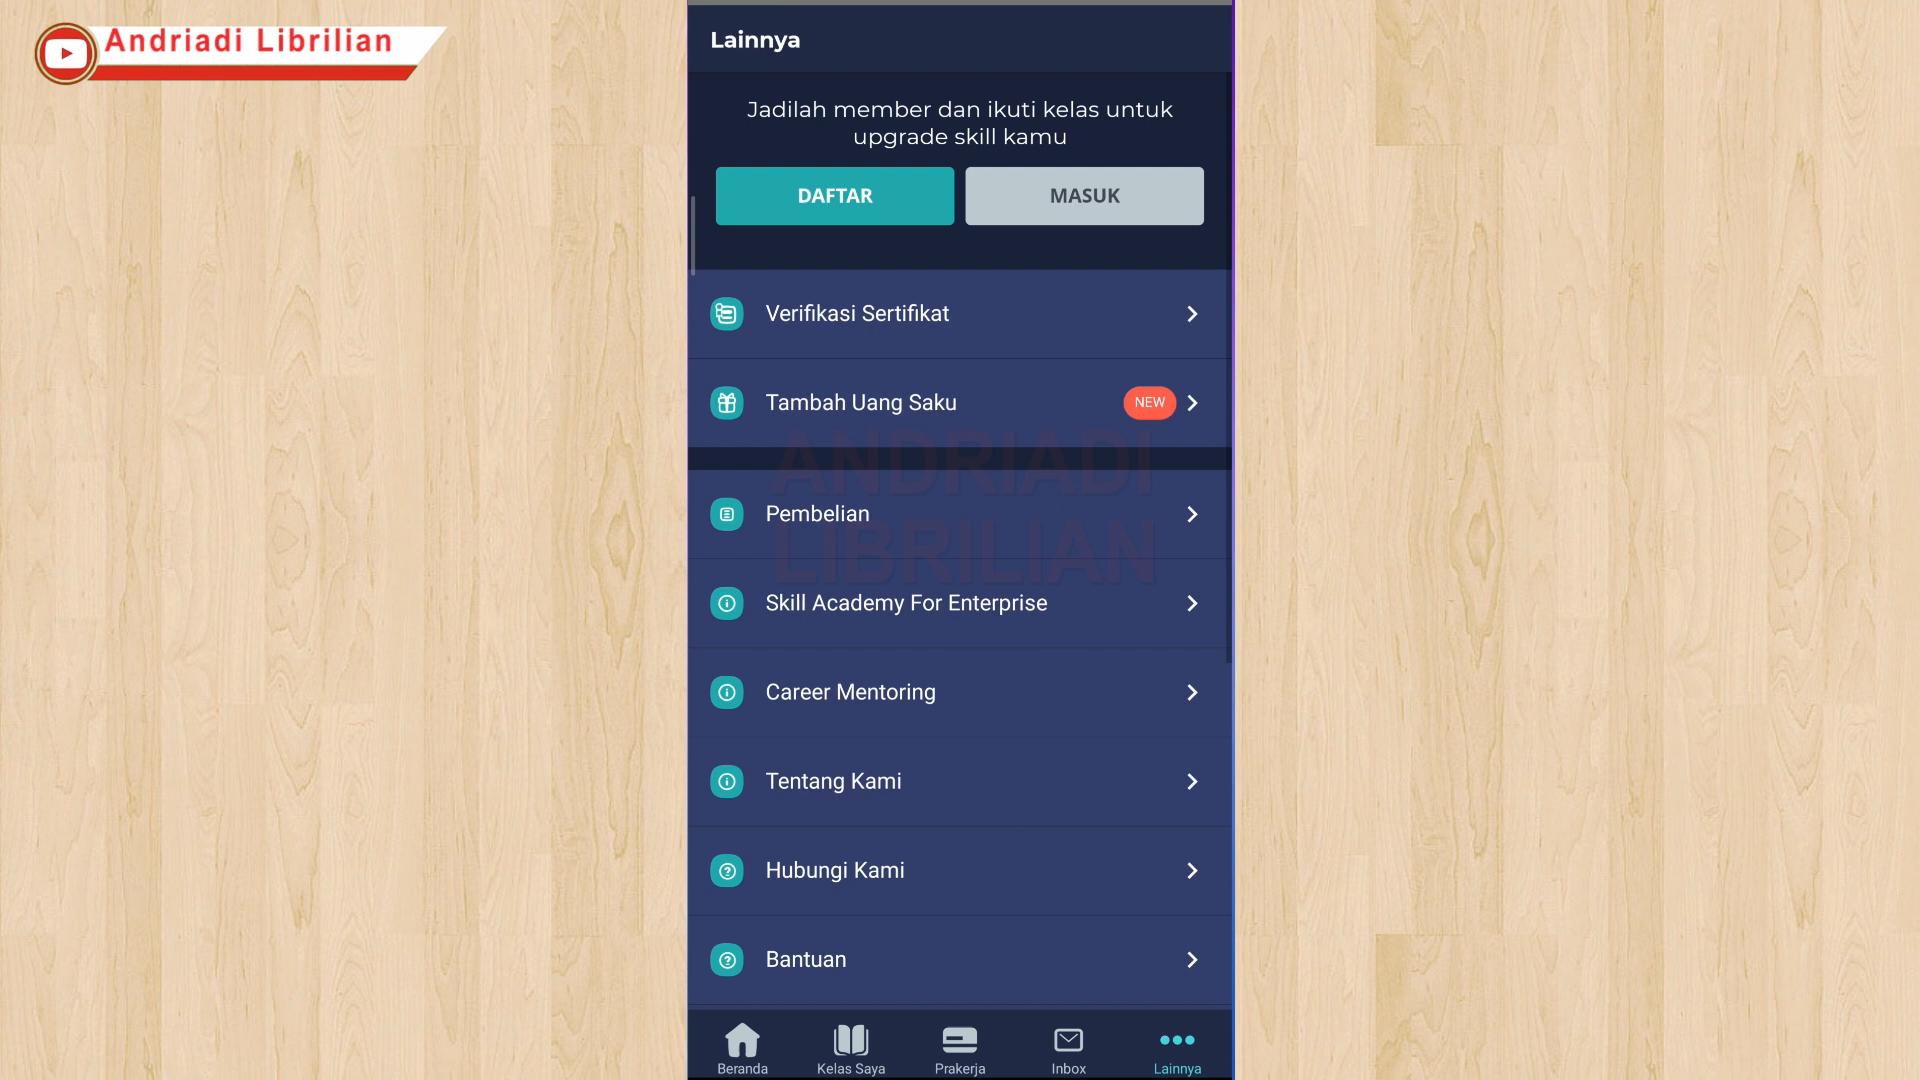 Andriadi Librilian
Lainnya
Jadilah member dan ikuti kelas untuk
upgrade skill kamu
DAFTAR
MASUK
Verifikasi Sertifikat
Tambah Uang Saku
NEW
ANDRIADI
LIBRILIAN
Pembelian
Skill Academy For Enterprise
Career Mentoring
Tentang Kami
Hubungi Kami
Bantuan
Beranda
Kelas Saya
Prakerja
Inbox
Lainnya